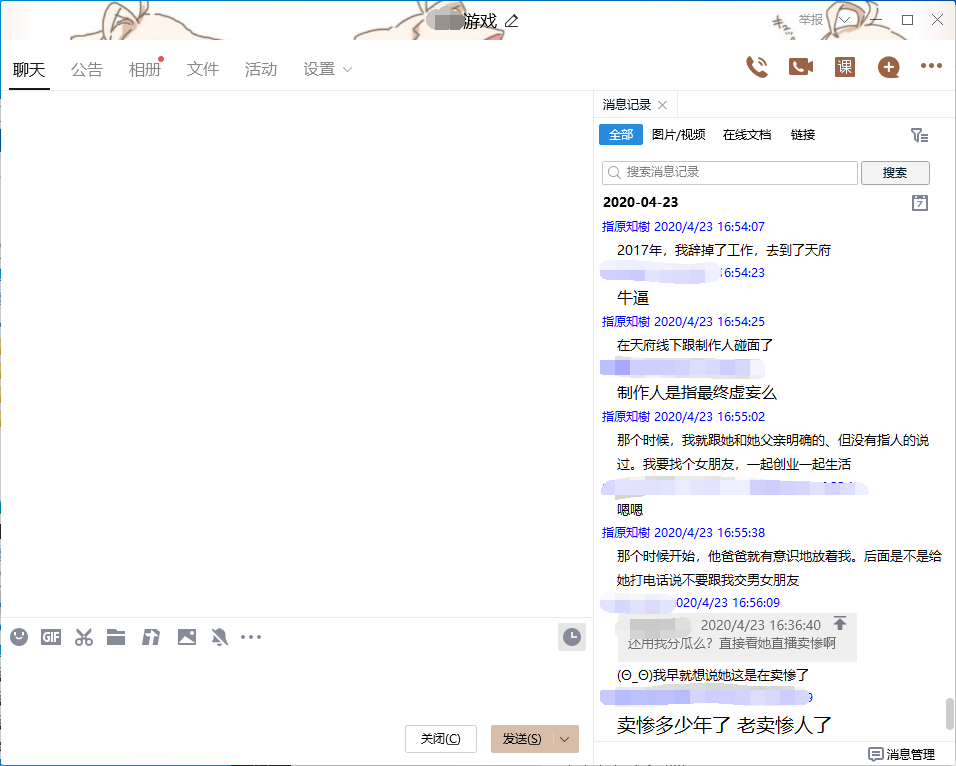 游戏
举报
聊天 公告 相册 文件 活动 设置
课
消息记录
全部 图片/视频 在线文档 链接
搜索消息记录 搜索
2020-04-23
7
指原知樹 2020/4/23 16:54:07
2017年，我辞掉了工作，去到了天府
16:54:23
牛逼
指原知樹 2020/4/23 16:54:25
在天府线下跟制作人碰面了
制作人是指最终虚妄么
指原知樹 2020/4/23 16:55:02
那个时候，我就跟她和她父亲明确的、但没有指人的说
过。我要找个女朋友，一起创业一起生活
嗯嗯
指原知樹 2020/4/23 16:55:38
那个时候开始，他爸爸就有意识地放着我。后面是不是给
她打电话说不要跟我交男女朋友
2020/4/23 16:56:09
2020/4/23 16:36:40
还用我分瓜么？直接看她直播卖惨啊
(Θ_Θ)我早就想说她这是在卖惨了
卖惨多少年了 老卖惨人了
GIF
关闭(C) 发送(S)
消息管理